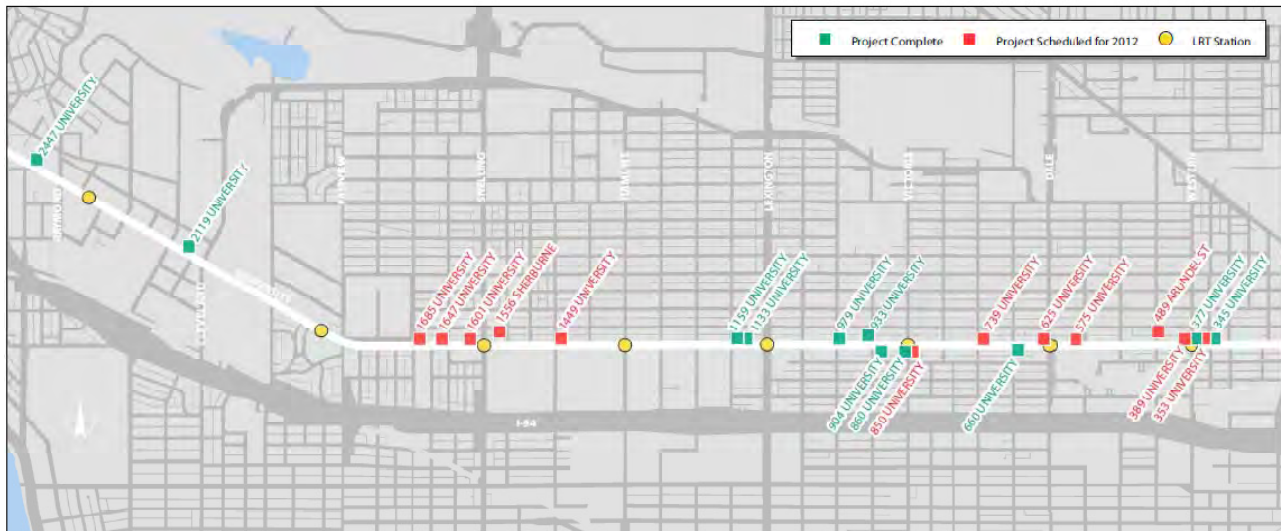 Project Complete
Project Scheduled for 2012
LRT Station
2447 UNIVERSITY
2119 UNIVERSITY
RAYMOND
FAIRVIEW
SNELLING
LEXINGTON
VICTORIA
DALE
WESTERN
1685 UNIVERSITY
1647 UNIVERSITY
1601 UNIVERSITY
1556 SHERBURNE
1449 UNIVERSITY
1159 UNIVERSITY
1133 UNIVERSITY
979 UNIVERSITY
933 UNIVERSITY
739 UNIVERSITY
625 UNIVERSITY
575 UNIVERSITY
489 ARUNDEL ST
377 UNIVERSITY
345 UNIVERSITY
904 UNIVERSITY
860 UNIVERSITY
850 UNIVERSITY
660 UNIVERSITY
389 UNIVERSITY
353 UNIVERSITY
I-94